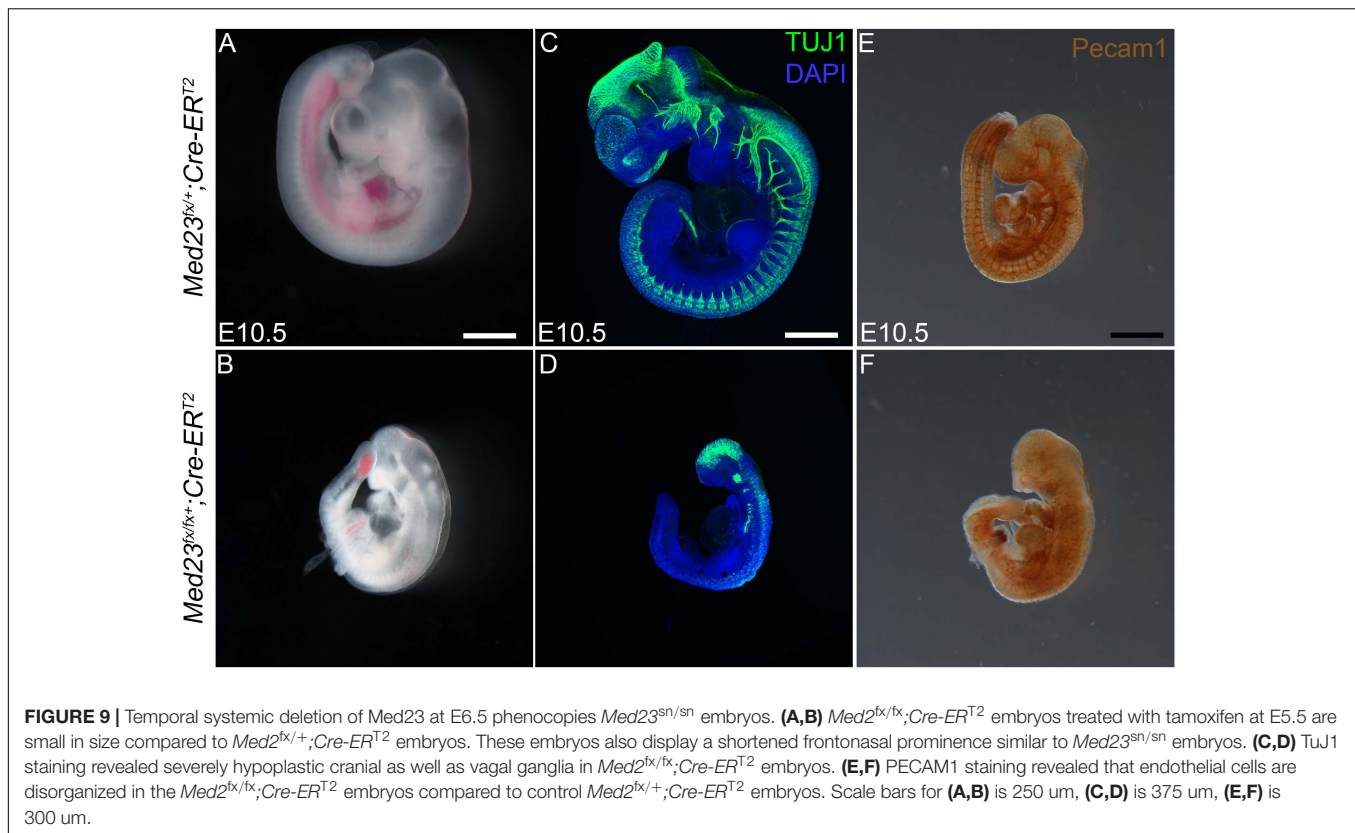 A
C
TUJ1
DAPI
E
Pecam1
Med23fx/+;Cre-ERT2
E10.5
E10.5
E10.5
B
D
F
Med23fx/fx+;Cre-ERT2
FIGURE 9 | Temporal systemic deletion of Med23 at E6.5 phenocopies Med23sn/sn embryos. (A,B) Med2fx/fx;Cre-ERT2 embryos treated with tamoxifen at E5.5 are
small in size compared to Med2fx/+;Cre-ERT2 embryos. These embryos also display a shortened frontonasal prominence similar to Med23sn/sn embryos. (C,D) TuJ1
staining revealed severely hypoplastic cranial as well as vagal ganglia in Med2fx/fx;Cre-ERT2 embryos. (E,F) PECAM1 staining revealed that endothelial cells are
disorganized in the Med2fx/fx;Cre-ERT2 embryos compared to control Med2fx/+;Cre-ERT2 embryos. Scale bars for (A,B) is 250 um, (C,D) is 375 um, (E,F) is
300 um.